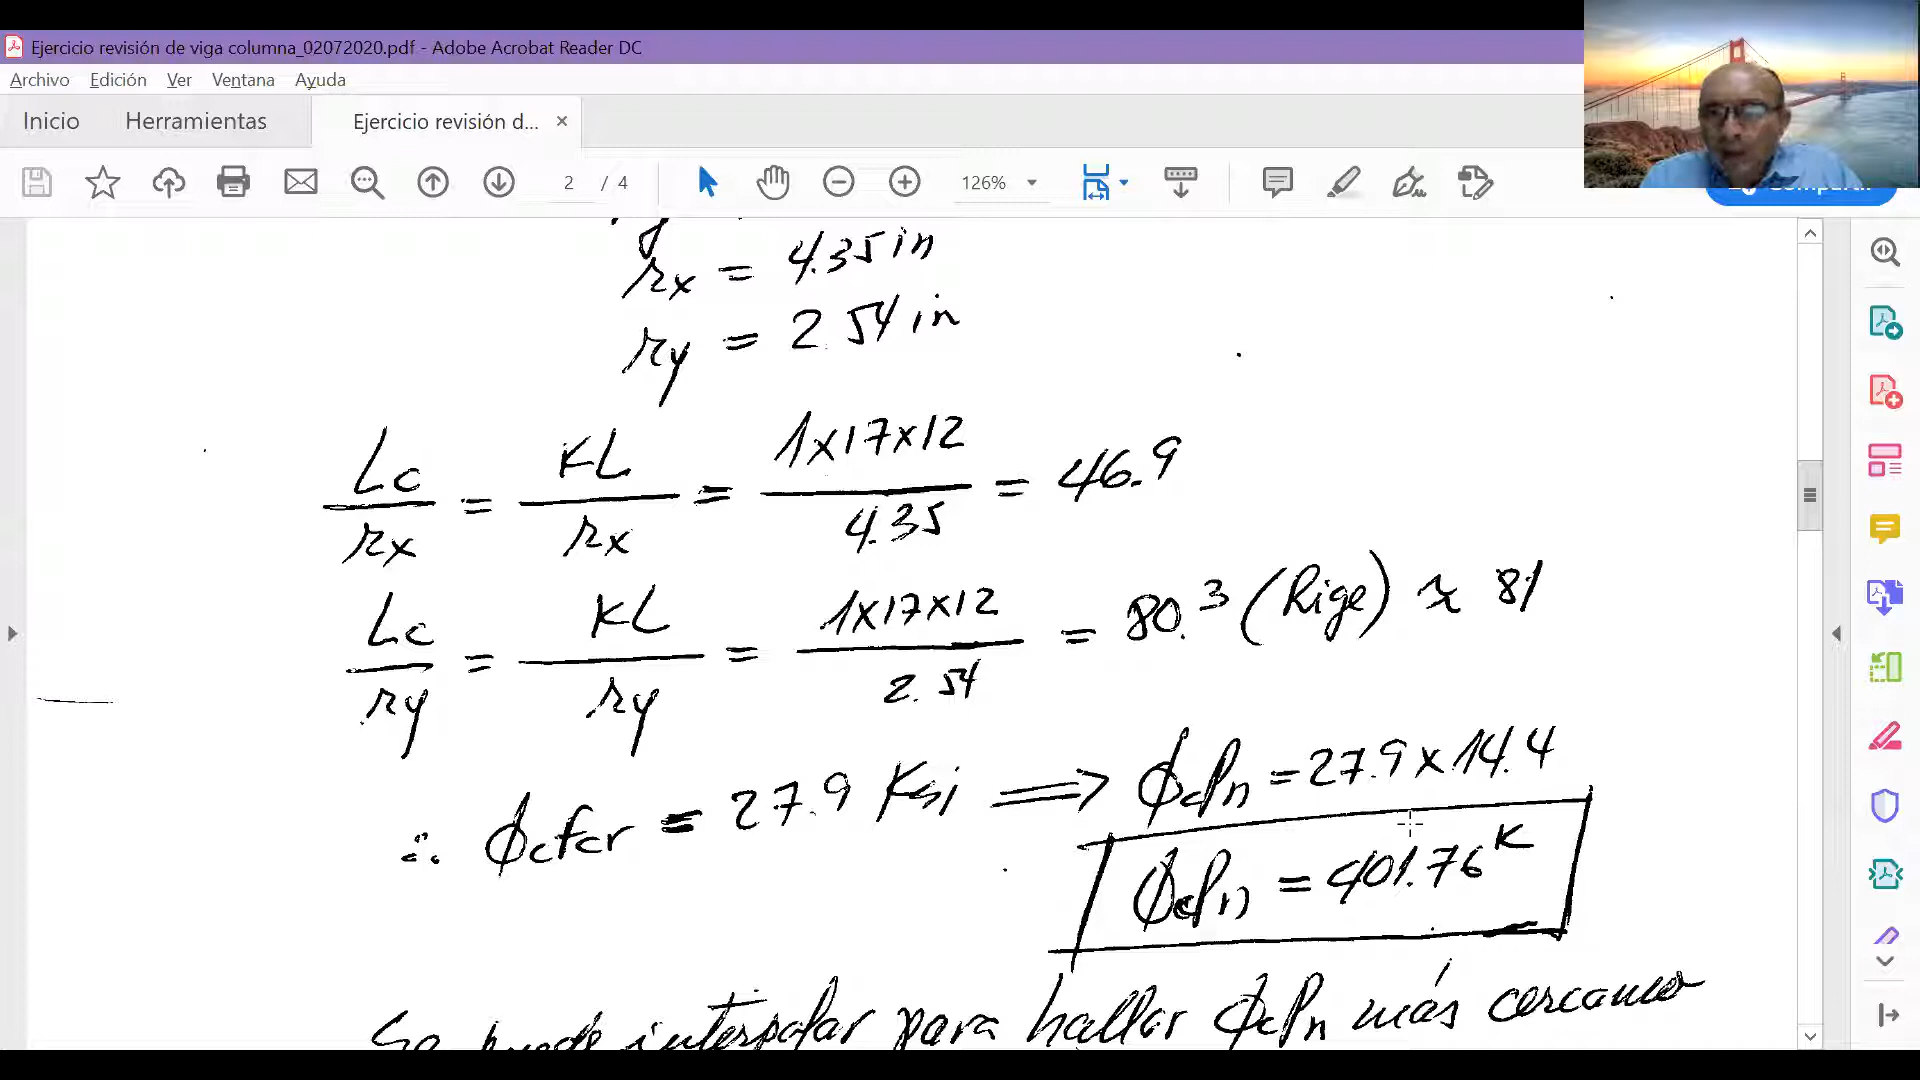 Ejercicio revisión de viga columna_02072020.pdf - Adobe Acrobat Reader DC
Archivo Edición Ver Ventana Ayuda
Inicio Herramientas Ejercicio revisión d... ×
2 / 4 126%
rx = 4.35 in
ry = 2.54 in
Lc/rx = KL/rx = 1x17x12/4.35 = 46.9
Lc/ry = KL/ry = 1x17x12/2.54 = 80.3 (Rige) ≈ 81
∴ ϕcfcr = 27.9 Ksi ⟹ ϕcPn = 27.9 x 14.4
ϕcPn = 401.76 K
Se puede interpolar para hallar ϕcPn más cercano